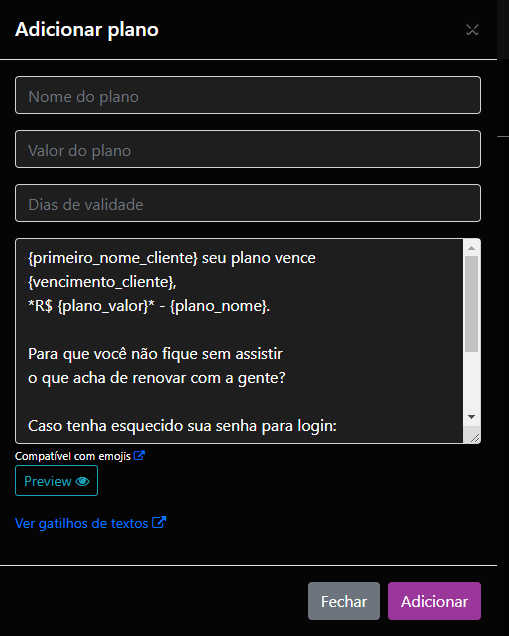 Adicionar plano
Nome do plano
Valor do plano
Dias de validade
{primeiro_nome_cliente} seu plano vence
{vencimento_cliente},
*R$ {plano_valor}* - {plano_nome}.
Para que você não fique sem assistir
o que acha de renovar com a gente?
Caso tenha esquecido sua senha para login:
Compatível com emojis
Preview
Ver gatilhos de textos
Fechar Adicionar